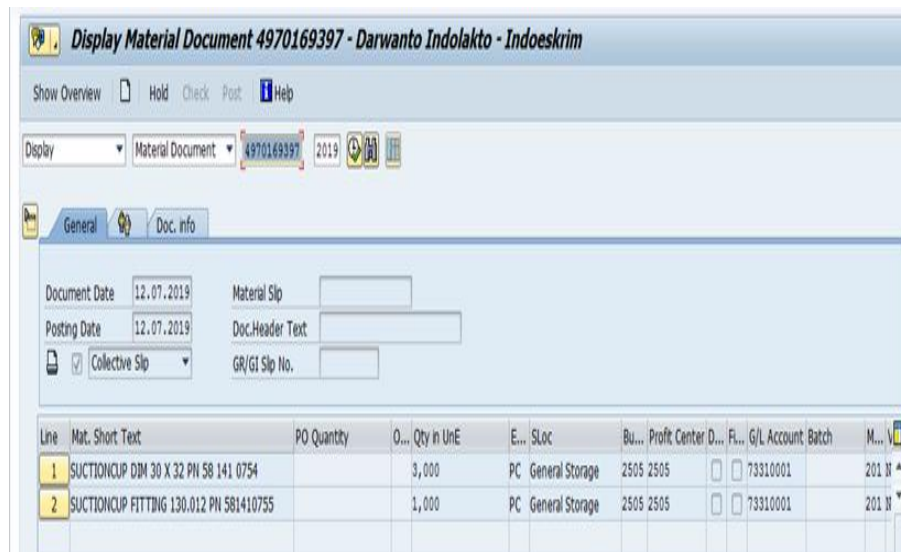 Display Material Document 4970169397 - Darwanto Indolakto - Indoeskrim
Show Overview Hold Check Post Help
Display Material Document 4970169397 2019
General Doc. info
Document Date 12.07.2019 Material Slip
Posting Date 12.07.2019 Doc.Header Text
Collective Slip GR/GI Slip No.
Line Mat. Short Text PO Quantity O... Qty in UnE E... SLoc Bu... Profit Center D... Fi... G/L Account Batch M... V
1 SUCTIONCUP DIM 30 X 32 PN 58 141 0754 3,000 PC General Storage 2505 2505 73310001 201
2 SUCTIONCUP FITTING 130.012 PN 581410755 1,000 PC General Storage 2505 2505 73310001 201